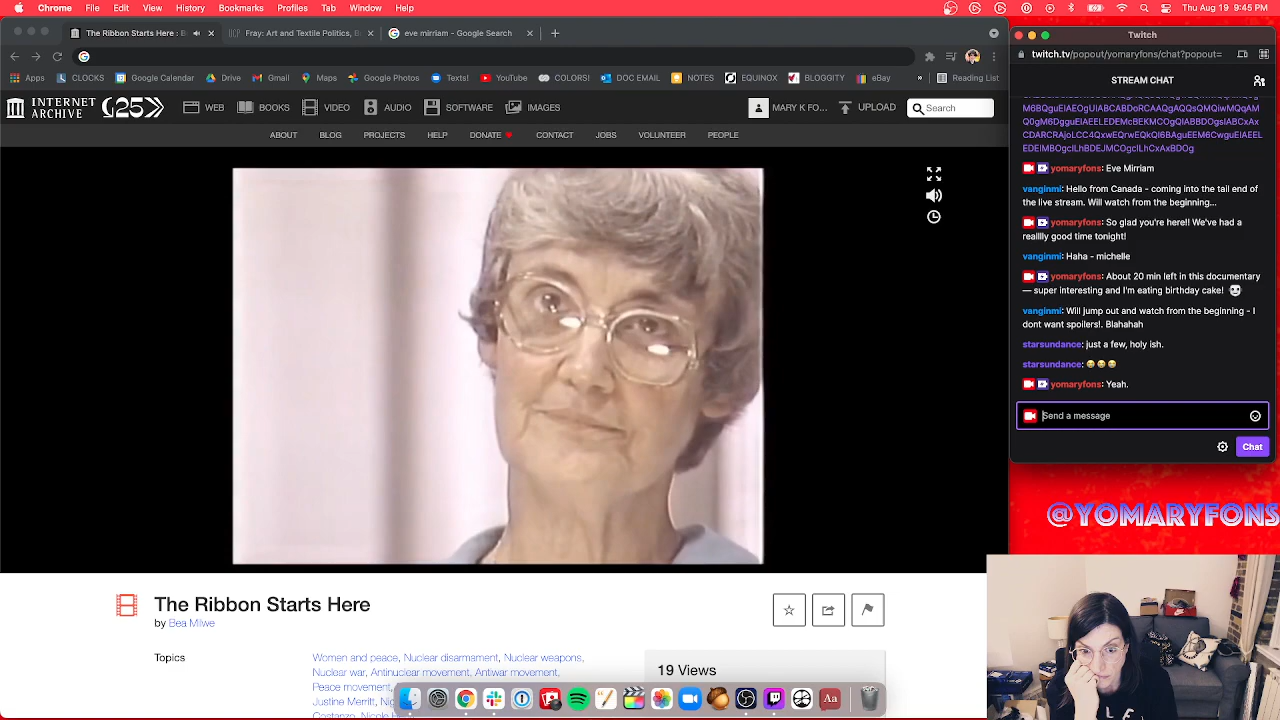 Chrome File Edit View History Bookmarks Profiles Tab Window Help
Thu Aug 19 9:45 PM
The Ribbon Starts Here : B
Fray: Art and Textile Politics, B
eve mirriam - Google Search
Apps CLOCKS Google Calendar Drive Gmail Maps Google Photos Texts! YouTube COLORS! DOC EMAIL NOTES EQUINOX BLOGGITY eBay » Reading List
INTERNET ARCHIVE 25 WEB BOOKS VIDEO AUDIO SOFTWARE IMAGES MARY K FO... UPLOAD Search
ABOUT BLOG PROJECTS HELP DONATE CONTACT JOBS VOLUNTEER PEOPLE
The Ribbon Starts Here
by Bea Milwe
Topics
Women and peace, Nuclear disarmament, Nuclear weapons,
Nuclear war, Antinuclear movement, Antiwar movement,
Peace movement,
Justine Merritt,
19 Views
Aa
Twitch
twitch.tv/popout/yomaryfons/chat?popout=
STREAM CHAT
yomaryfons: Eve Mirriam
vanginmi: Hello from Canada - coming into the tail end of
the live stream. Will watch from the beginning...
yomaryfons: So glad you're here!! We've had a
realllly good time tonight!
vanginmi: Haha - michelle
yomaryfons: About 20 min left in this documentary
— super interesting and I'm eating birthday cake!
vanginmi: Will jump out and watch from the beginning - I
dont want spoilers!. Blahahah
starsundance: just a few, holy ish.
starsundance:
yomaryfons: Yeah.
Send a message
Chat
@YOMARYFONS